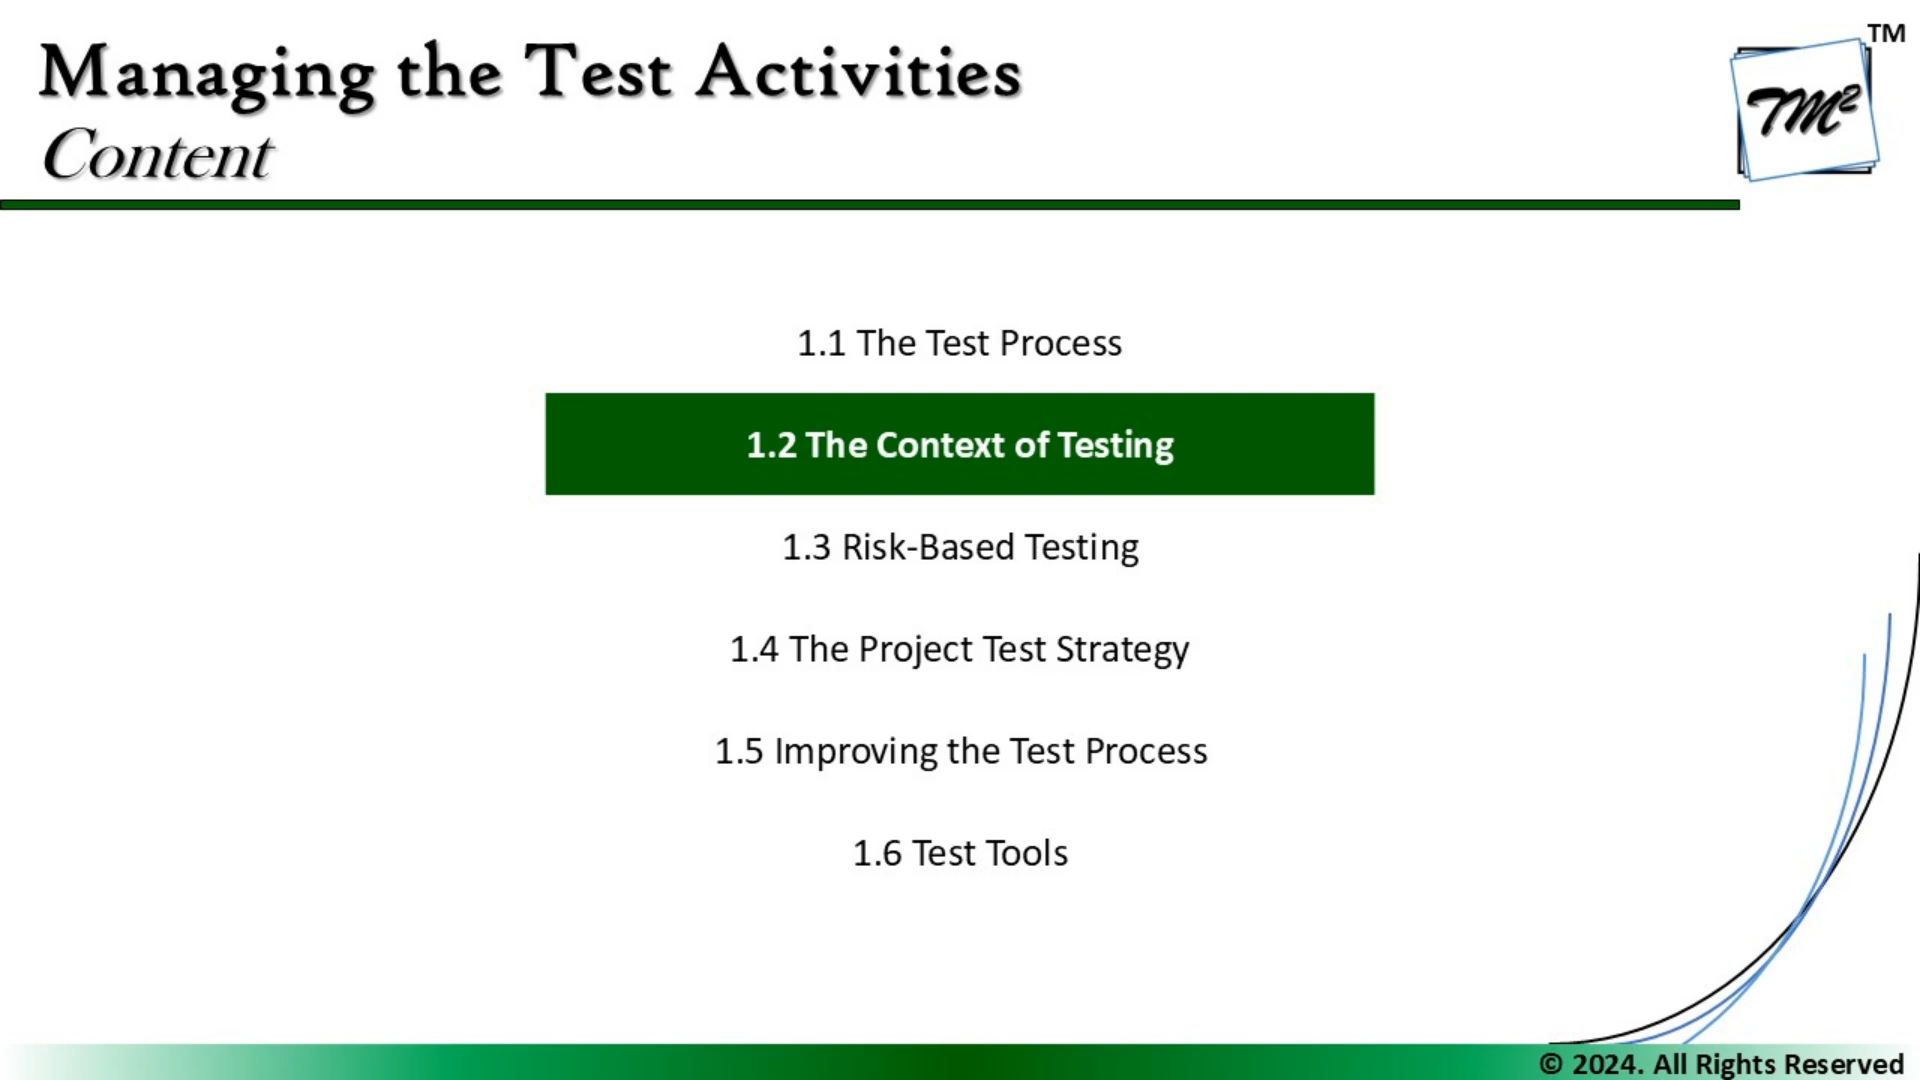 Managing the Test Activities
Content
TM
TM²
1.1 The Test Process
1.2 The Context of Testing
1.3 Risk-Based Testing
1.4 The Project Test Strategy
1.5 Improving the Test Process
1.6 Test Tools
© 2024. All Rights Reserved